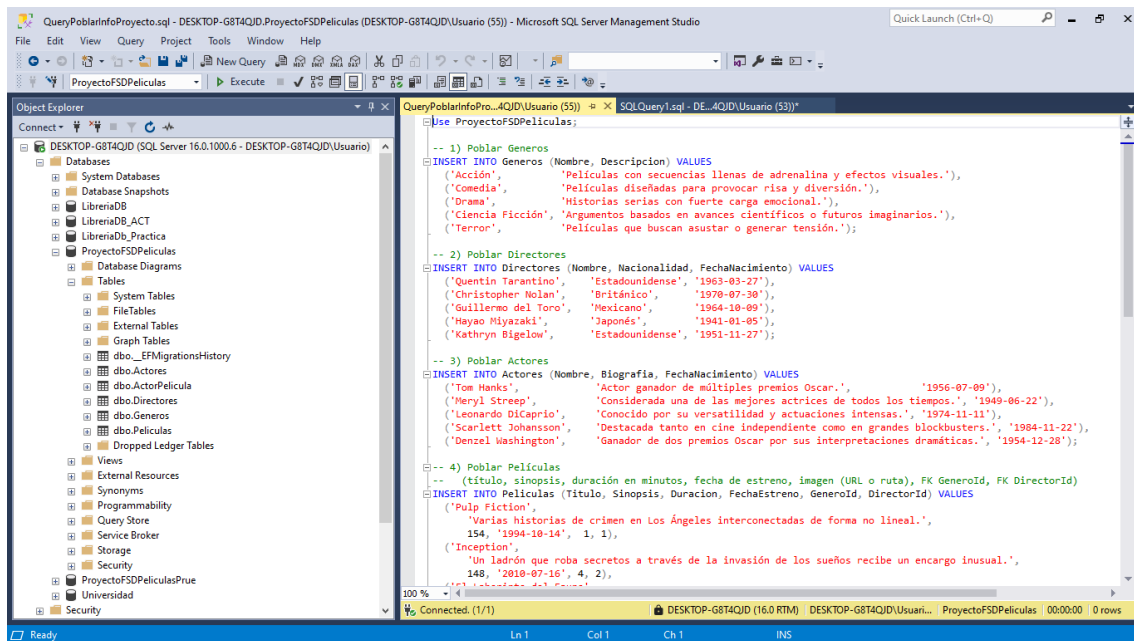 QueryPoblarInfoProyecto.sql - DESKTOP-G8T4QJD.ProyectoFSDPeliculas (DESKTOP-G8T4QJD\Usuario (55)) - Microsoft SQL Server Management Studio
Quick Launch (Ctrl+Q)
File Edit View Query Project Tools Window Help
New Query
ProyectoFSDPeliculas
Execute
Object Explorer
Connect
DESKTOP-G8T4QJD (SQL Server 16.0.1000.6 - DESKTOP-G8T4QJD\Usuario)
Databases
System Databases
Database Snapshots
LibreriaDB
LibreriaDB_ACT
LibreriaDb_Practica
ProyectoFSDPeliculas
Database Diagrams
Tables
System Tables
FileTables
External Tables
Graph Tables
dbo.__EFMigrationsHistory
dbo.Actores
dbo.ActorPelicula
dbo.Directores
dbo.Generos
dbo.Peliculas
Dropped Ledger Tables
Views
External Resources
Synonyms
Programmability
Query Store
Service Broker
Storage
Security
ProyectoFSDPeliculasPrue
Universidad
Security
QueryPoblarInfoPro...4QJD\Usuario (55))
SQLQuery1.sql - DE...4QJD\Usuario (53))*
Use ProyectoFSDPeliculas;
-- 1) Poblar Generos
INSERT INTO Generos (Nombre, Descripcion) VALUES
('Acción', 'Películas con secuencias llenas de adrenalina y efectos visuales.'),
('Comedia', 'Películas diseñadas para provocar risa y diversión.'),
('Drama', 'Historias serias con fuerte carga emocional.'),
('Ciencia Ficción', 'Argumentos basados en avances científicos o futuros imaginarios.'),
('Terror', 'Películas que buscan asustar o generar tensión.');
-- 2) Poblar Directores
INSERT INTO Directores (Nombre, Nacionalidad, FechaNacimiento) VALUES
('Quentin Tarantino', 'Estadounidense', '1963-03-27'),
('Christopher Nolan', 'Británico', '1970-07-30'),
('Guillermo del Toro', 'Mexicano', '1964-10-09'),
('Hayao Miyazaki', 'Japonés', '1941-01-05'),
('Kathryn Bigelow', 'Estadounidense', '1951-11-27');
-- 3) Poblar Actores
INSERT INTO Actores (Nombre, Biografia, FechaNacimiento) VALUES
('Tom Hanks', 'Actor ganador de múltiples premios Oscar.', '1956-07-09'),
('Meryl Streep', 'Considerada una de las mejores actrices de todos los tiempos.', '1949-06-22'),
('Leonardo DiCaprio', 'Conocido por su versatilidad y actuaciones intensas.', '1974-11-11'),
('Scarlett Johansson', 'Destacada tanto en cine independiente como en grandes blockbusters.', '1984-11-22'),
('Denzel Washington', 'Ganador de dos premios Oscar por sus interpretaciones dramáticas.', '1954-12-28');
-- 4) Poblar Películas
-- (título, sinopsis, duración en minutos, fecha de estreno, imagen (URL o ruta), FK GeneroId, FK DirectorId)
INSERT INTO Peliculas (Titulo, Sinopsis, Duracion, FechaEstreno, GeneroId, DirectorId) VALUES
('Pulp Fiction',
'Varias historias de crimen en Los Ángeles interconectadas de forma no lineal.',
154, '1994-10-14', 1, 1),
('Inception',
'Un ladrón que roba secretos a través de la invasión de los sueños recibe un encargo inusual.',
148, '2010-07-16', 4, 2),
100 %
Connected. (1/1)
DESKTOP-G8T4QJD (16.0 RTM) DESKTOP-G8T4QJD\Usuari... ProyectoFSDPeliculas 00:00:00 0 rows
Ready Ln 1 Col 1 Ch 1 INS